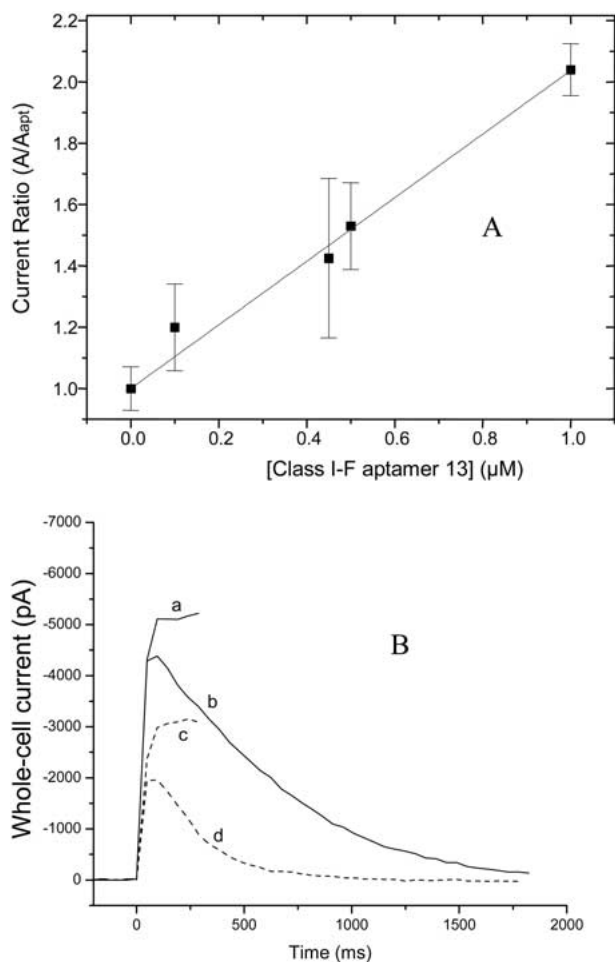 2.2
2.0
1.8
1.6
1.4
1.2
1.0
Current Ratio (A/Aapt)
A
0.0 0.2 0.4 0.6 0.8 1.0
[Class I-F aptamer 13] (µM)
-7000
-6000
-5000
-4000
-3000
-2000
-1000
0
Whole-cell current (pA)
a
B
b
c
d
0 500 1000 1500 2000
Time (ms)